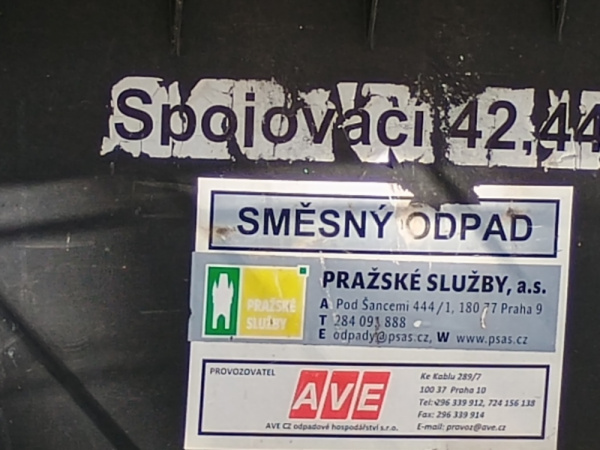 Spojovací 42,44
SMĚSNÝ ODPAD
PRAŽSKÉ
SLUŽBY
PRAŽSKÉ SLUŽBY, a.s.
A Pod Šancemi 444/1, 180 77 Praha 9
T 284 091 888
E odpady@psas.cz, W www.psas.cz
PROVOZOVATEL
AVE
AVE CZ odpadové hospodářství s.r.o.
Ke Kablu 289/7
100 37 Praha 10
Tel: 296 339 912, 724 156 138
Fax: 296 339 914
E-mail: provoz@ave.cz